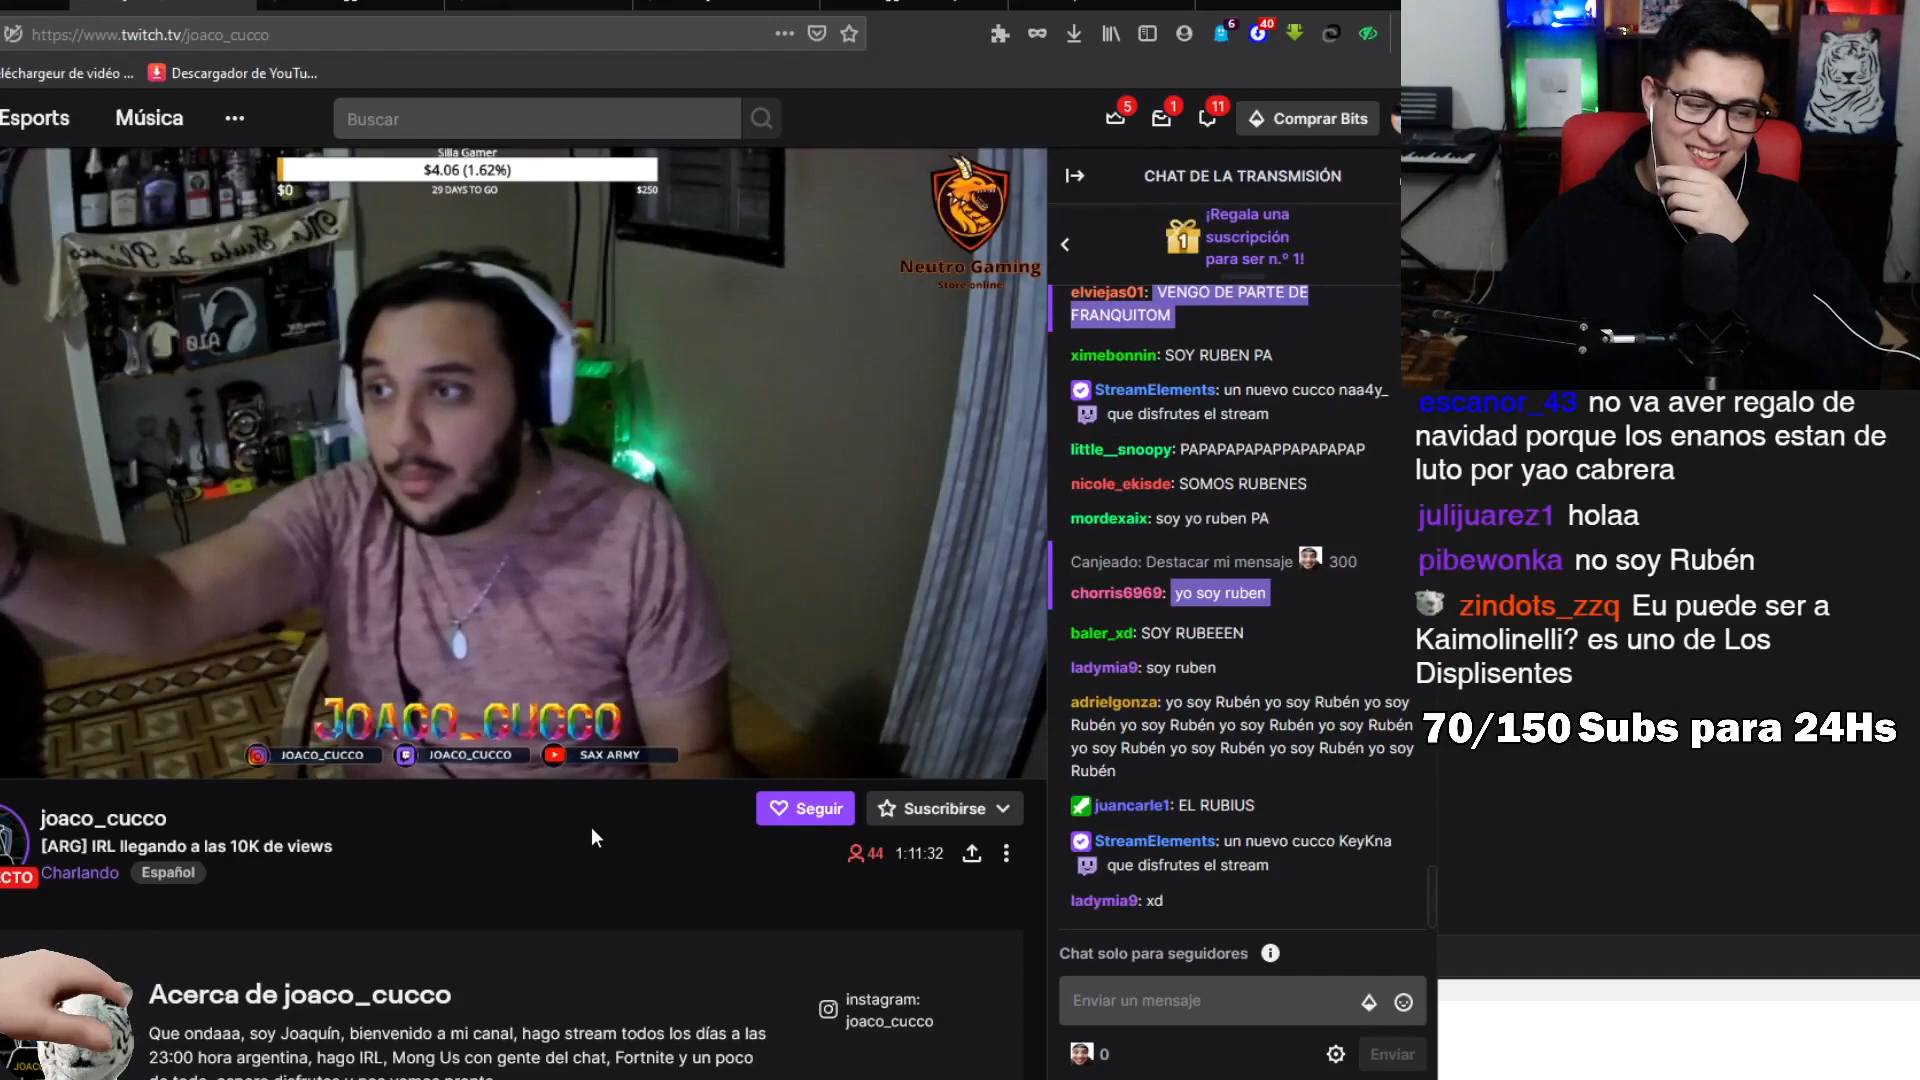 https://www.twitch.tv/joaco_cucco
6
40
éléchargeur de vidéo ...
Descargador de YouTu...
Esports
Música
Buscar
5
1
11
Comprar Bits
Silla Gamer
$4.06 (1.62%)
$0
29 DAYS TO GO
$250
Neutro Gaming
Store online
A10
JOACO_CUCCO
JOACO_CUCCO
JOACO_CUCCO
SAX ARMY
CHAT DE LA TRANSMISIÓN
1
¡Regala una
suscripción
para ser n.º 1!
elviejas01: VENGO DE PARTE DE
FRANQUITOM
ximebonnin: SOY RUBEN PA
StreamElements: un nuevo cucco naa4y_
que disfrutes el stream
little__snoopy: PAPAPAPAPAPPAPAPAPAP
nicole_ekisde: SOMOS RUBENES
mordexaix: soy yo ruben PA
Canjeado: Destacar mi mensaje 300
chorris6969: yo soy ruben
baler_xd: SOY RUBEEEN
ladymia9: soy ruben
adrielgonza: yo soy Rubén yo soy Rubén yo soy
Rubén yo soy Rubén yo soy Rubén yo soy Rubén
yo soy Rubén yo soy Rubén yo soy Rubén yo soy
Rubén
juancarle1: EL RUBIUS
StreamElements: un nuevo cucco KeyKna
que disfrutes el stream
ladymia9: xd
Chat solo para seguidores
Enviar un mensaje
0
Enviar
joaco_cucco
[ARG] IRL llegando a las 10K de views
ECTO
Charlando
Español
Seguir
Suscribirse
44
1:11:32
Acerca de joaco_cucco
Que ondaaa, soy Joaquín, bienvenido a mi canal, hago stream todos los días a las
23:00 hora argentina, hago IRL, Mong Us con gente del chat, Fortnite y un poco
instagram:
joaco_cucco
escanor_43 no va aver regalo de
navidad porque los enanos estan de
luto por yao cabrera
julijuarez1 holaa
pibewonka no soy Rubén
zindots_zzq Eu puede ser a
Kaimolinelli? es uno de Los
Displisentes
70/150 Subs para 24Hs